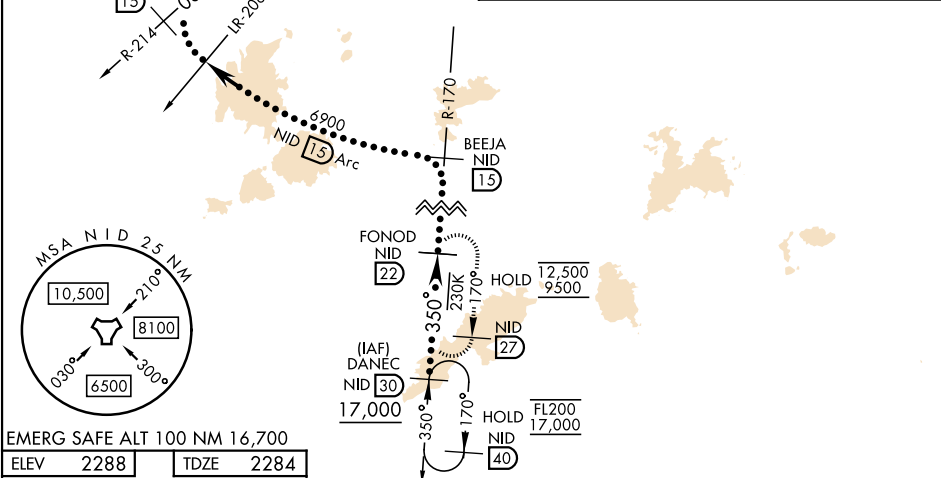 15
R-214
6900
NID 15 Arc
R-170
BEEJA
NID
15
FONOD
NID
22
230K
350°
170°
HOLD 12,500
9500
NID
27
(IAF)
DANEC
NID 30
17,000
350°
170°
HOLD FL200
17,000
NID
40
MSA NID 25 NM
10,500
210°
8100
030°
300°
6500
EMERG SAFE ALT 100 NM 16,700
ELEV 2288
TDZE 2284